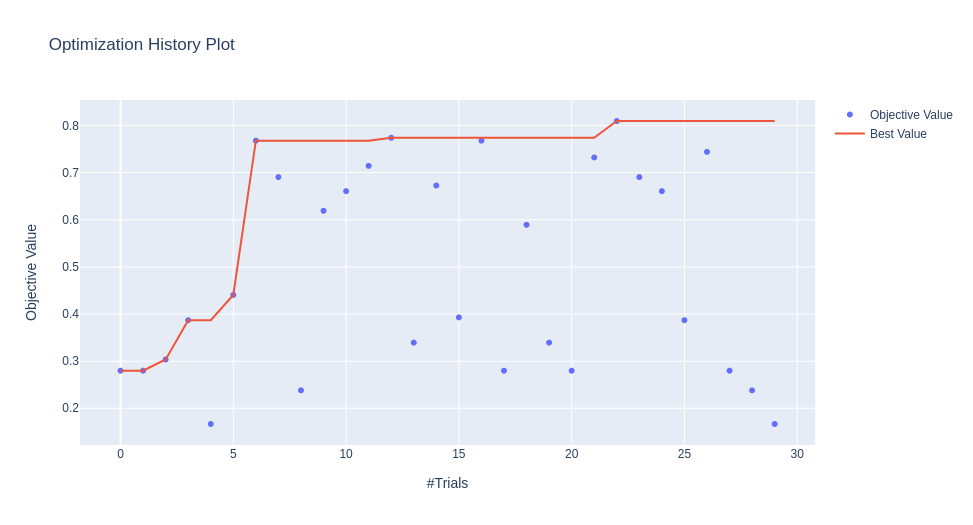 Optimization History Plot
Objective Value
Best Value
0.8
0.7
0.6
0.5
0.4
0.3
0.2
Objective Value
0 5 10 15 20 25 30
#Trials